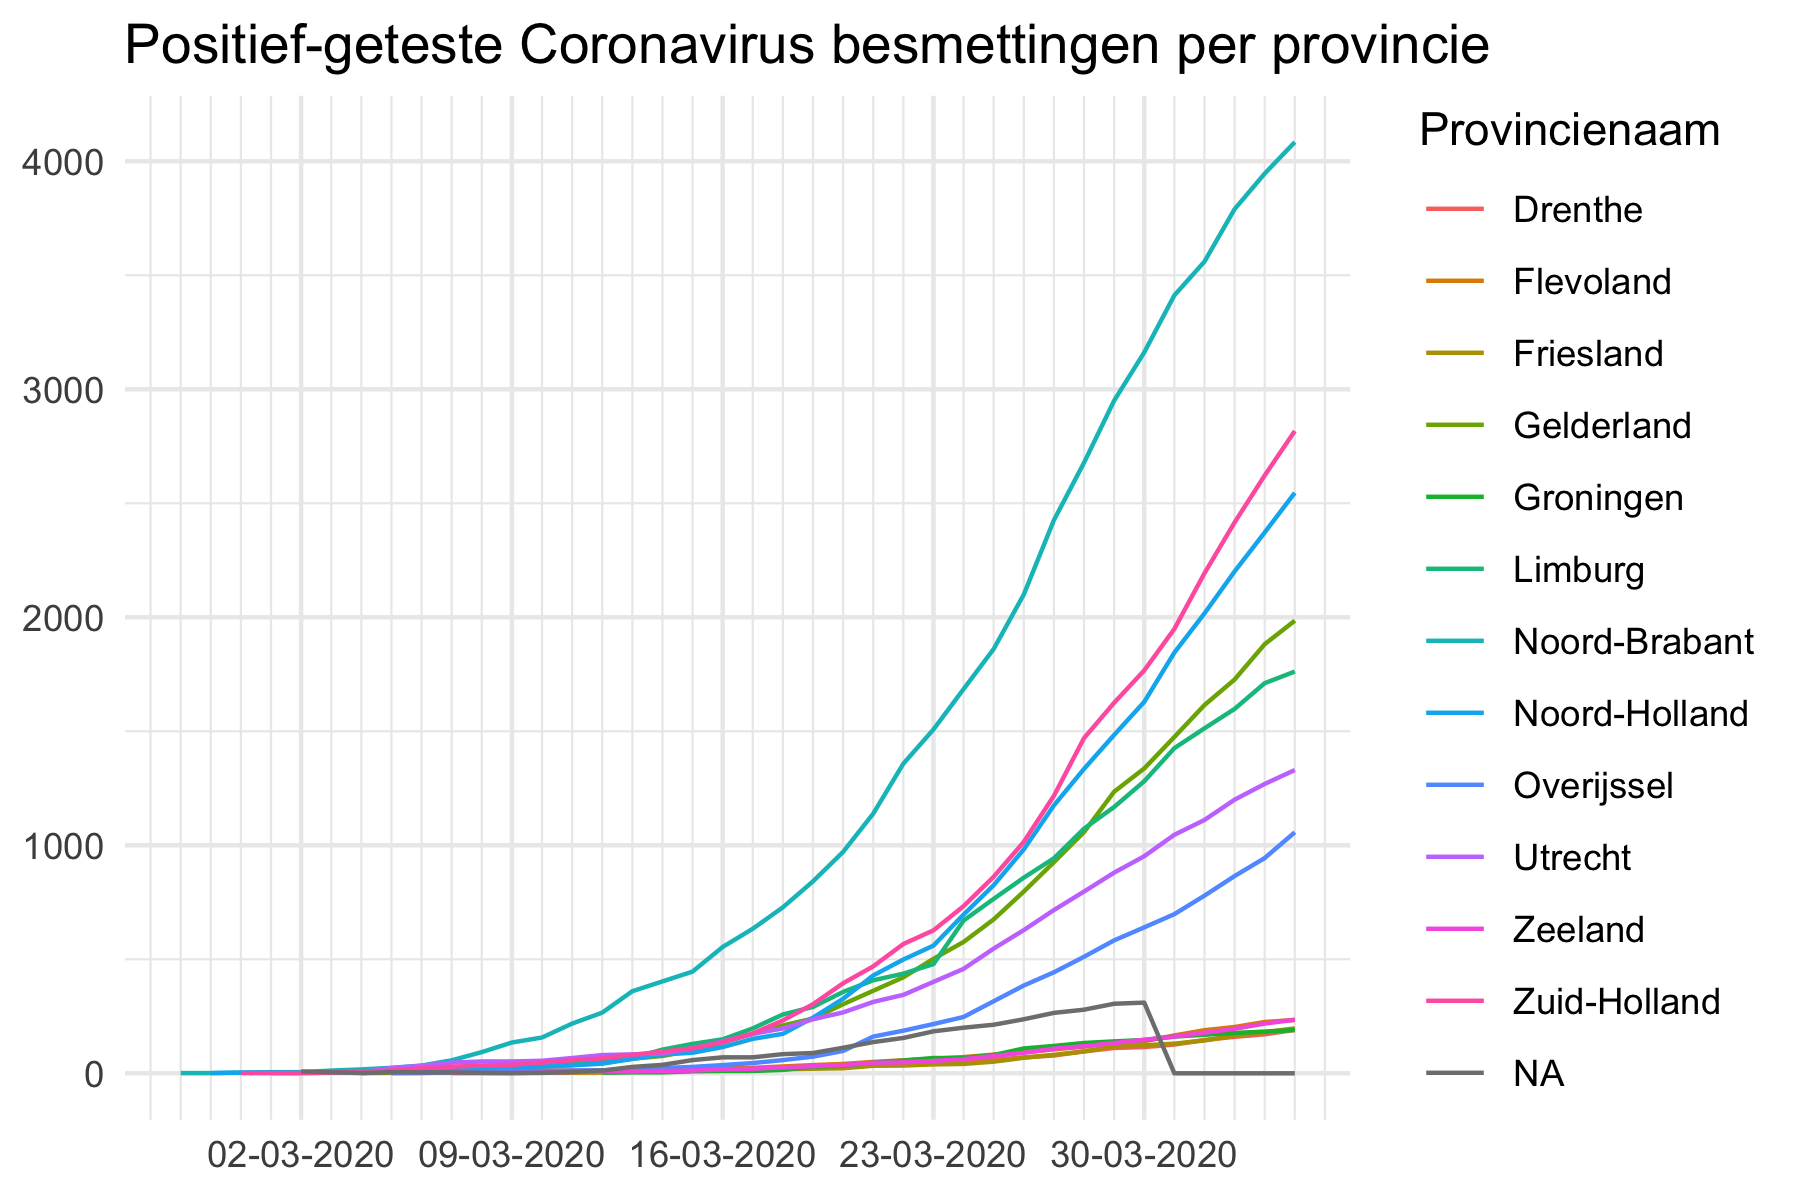 Positief-geteste Coronavirus besmettingen per provincie
4000
3000
2000
1000
0
02-03-2020 09-03-2020 16-03-2020 23-03-2020 30-03-2020
Provincienaam
Drenthe
Flevoland
Friesland
Gelderland
Groningen
Limburg
Noord-Brabant
Noord-Holland
Overijssel
Utrecht
Zeeland
Zuid-Holland
NA